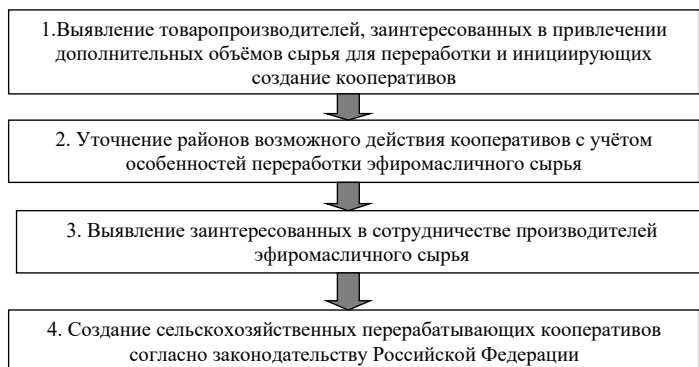 1.Выявление товаропроизводителей, заинтересованных в привлечении
дополнительных объёмов сырья для переработки и инициирующих
создание кооперативов
2. Уточнение районов возможного действия кооперативов с учётом
особенностей переработки эфиромасличного сырья
3. Выявление заинтересованных в сотрудничестве производителей
эфиромасличного сырья
4. Создание сельскохозяйственных перерабатывающих кооперативов
согласно законодательству Российской Федерации